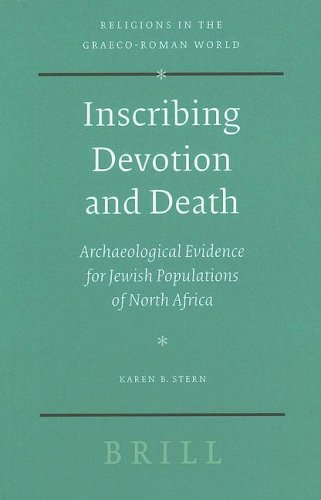 RELIGIONS IN THE
GRAECO-ROMAN WORLD
*
Inscribing
Devotion
and Death
Archaeological Evidence
for Jewish Populations
of North Africa
*
KAREN B. STERN
BRILL